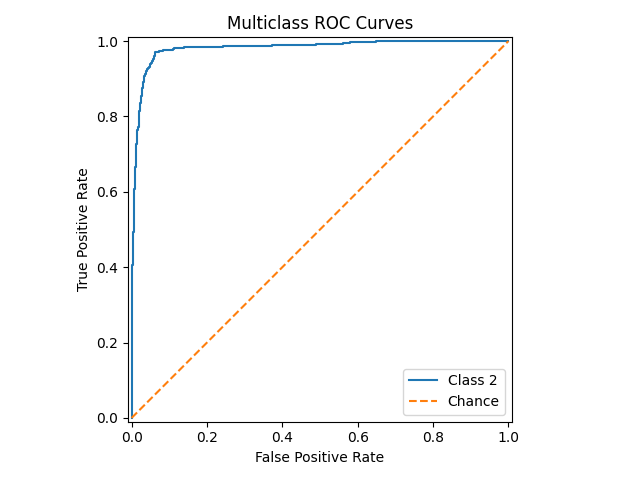 Multiclass ROC Curves
1.0
0.8
0.6
0.4
0.2
0.0
True Positive Rate
Class 2
Chance
0.0 0.2 0.4 0.6 0.8 1.0
False Positive Rate